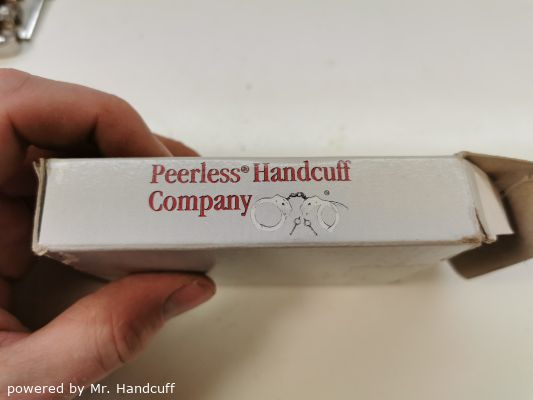 Peerless® Handcuff
Company ®
powered by Mr. Handcuff